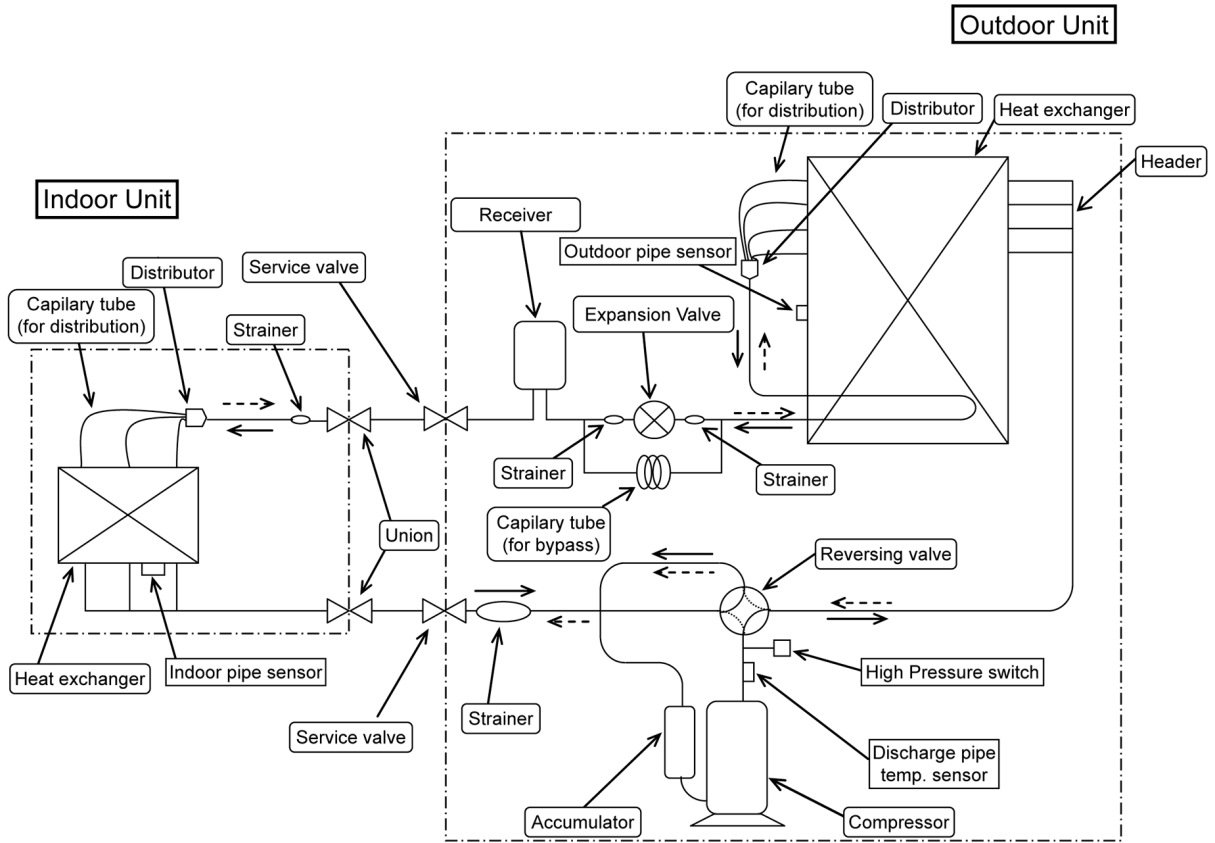 Outdoor Unit
Capilary tube
(for distribution)
Distributor
Heat exchanger
Header
Indoor Unit
Receiver
Outdoor pipe sensor
Distributor
Service valve
Capilary tube
(for distribution)
Strainer
Expansion Valve
Strainer
Strainer
Capilary tube
(for bypass)
Union
Reversing valve
Heat exchanger
Indoor pipe sensor
High Pressure switch
Service valve
Strainer
Discharge pipe
temp. sensor
Accumulator
Compressor